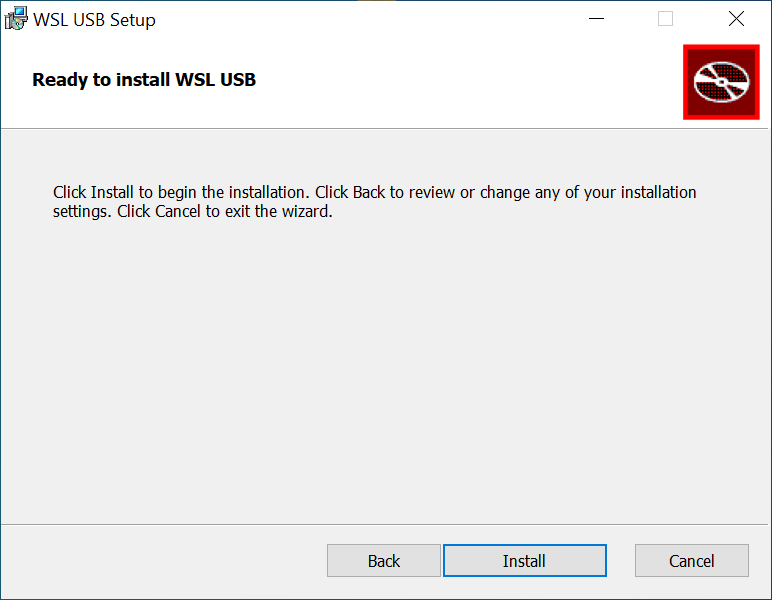 WSL USB Setup
Ready to install WSL USB
Click Install to begin the installation. Click Back to review or change any of your installation
settings. Click Cancel to exit the wizard.
Back Install Cancel